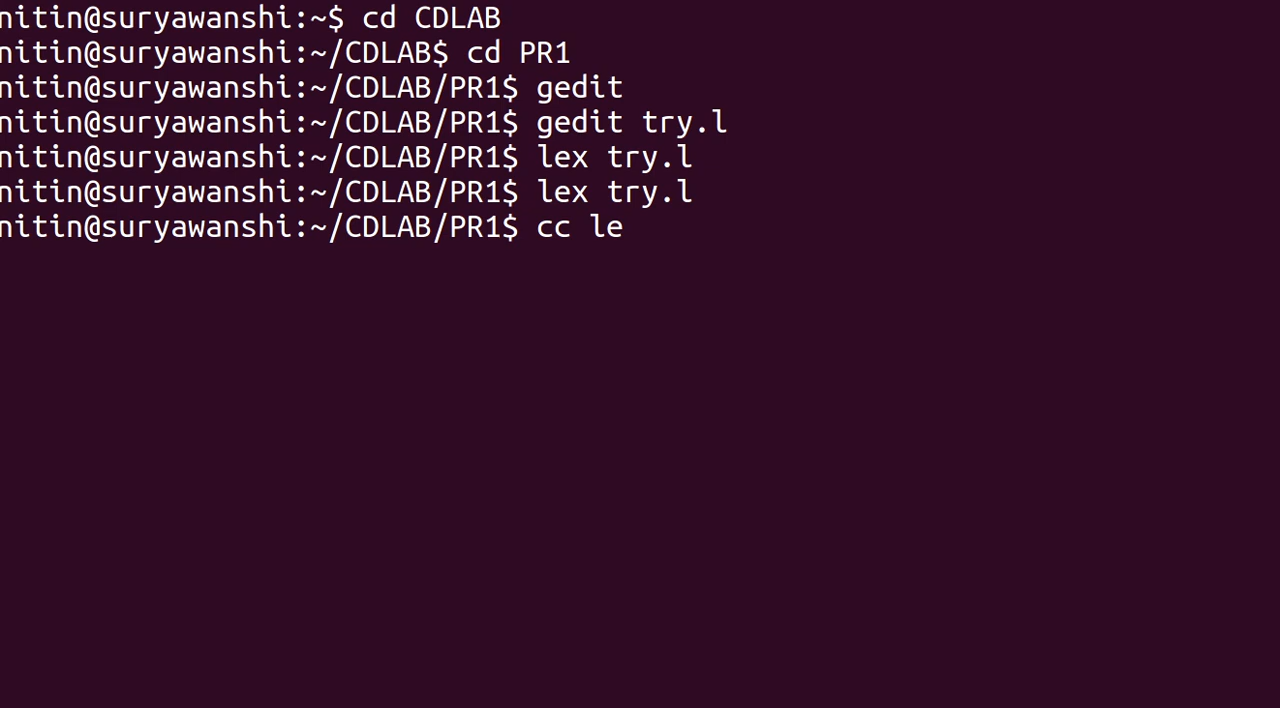 nitin@suryawanshi:~$ cd CDLAB
nitin@suryawanshi:~/CDLAB$ cd PR1
nitin@suryawanshi:~/CDLAB/PR1$ gedit
nitin@suryawanshi:~/CDLAB/PR1$ gedit try.l
nitin@suryawanshi:~/CDLAB/PR1$ lex try.l
nitin@suryawanshi:~/CDLAB/PR1$ lex try.l
nitin@suryawanshi:~/CDLAB/PR1$ cc le